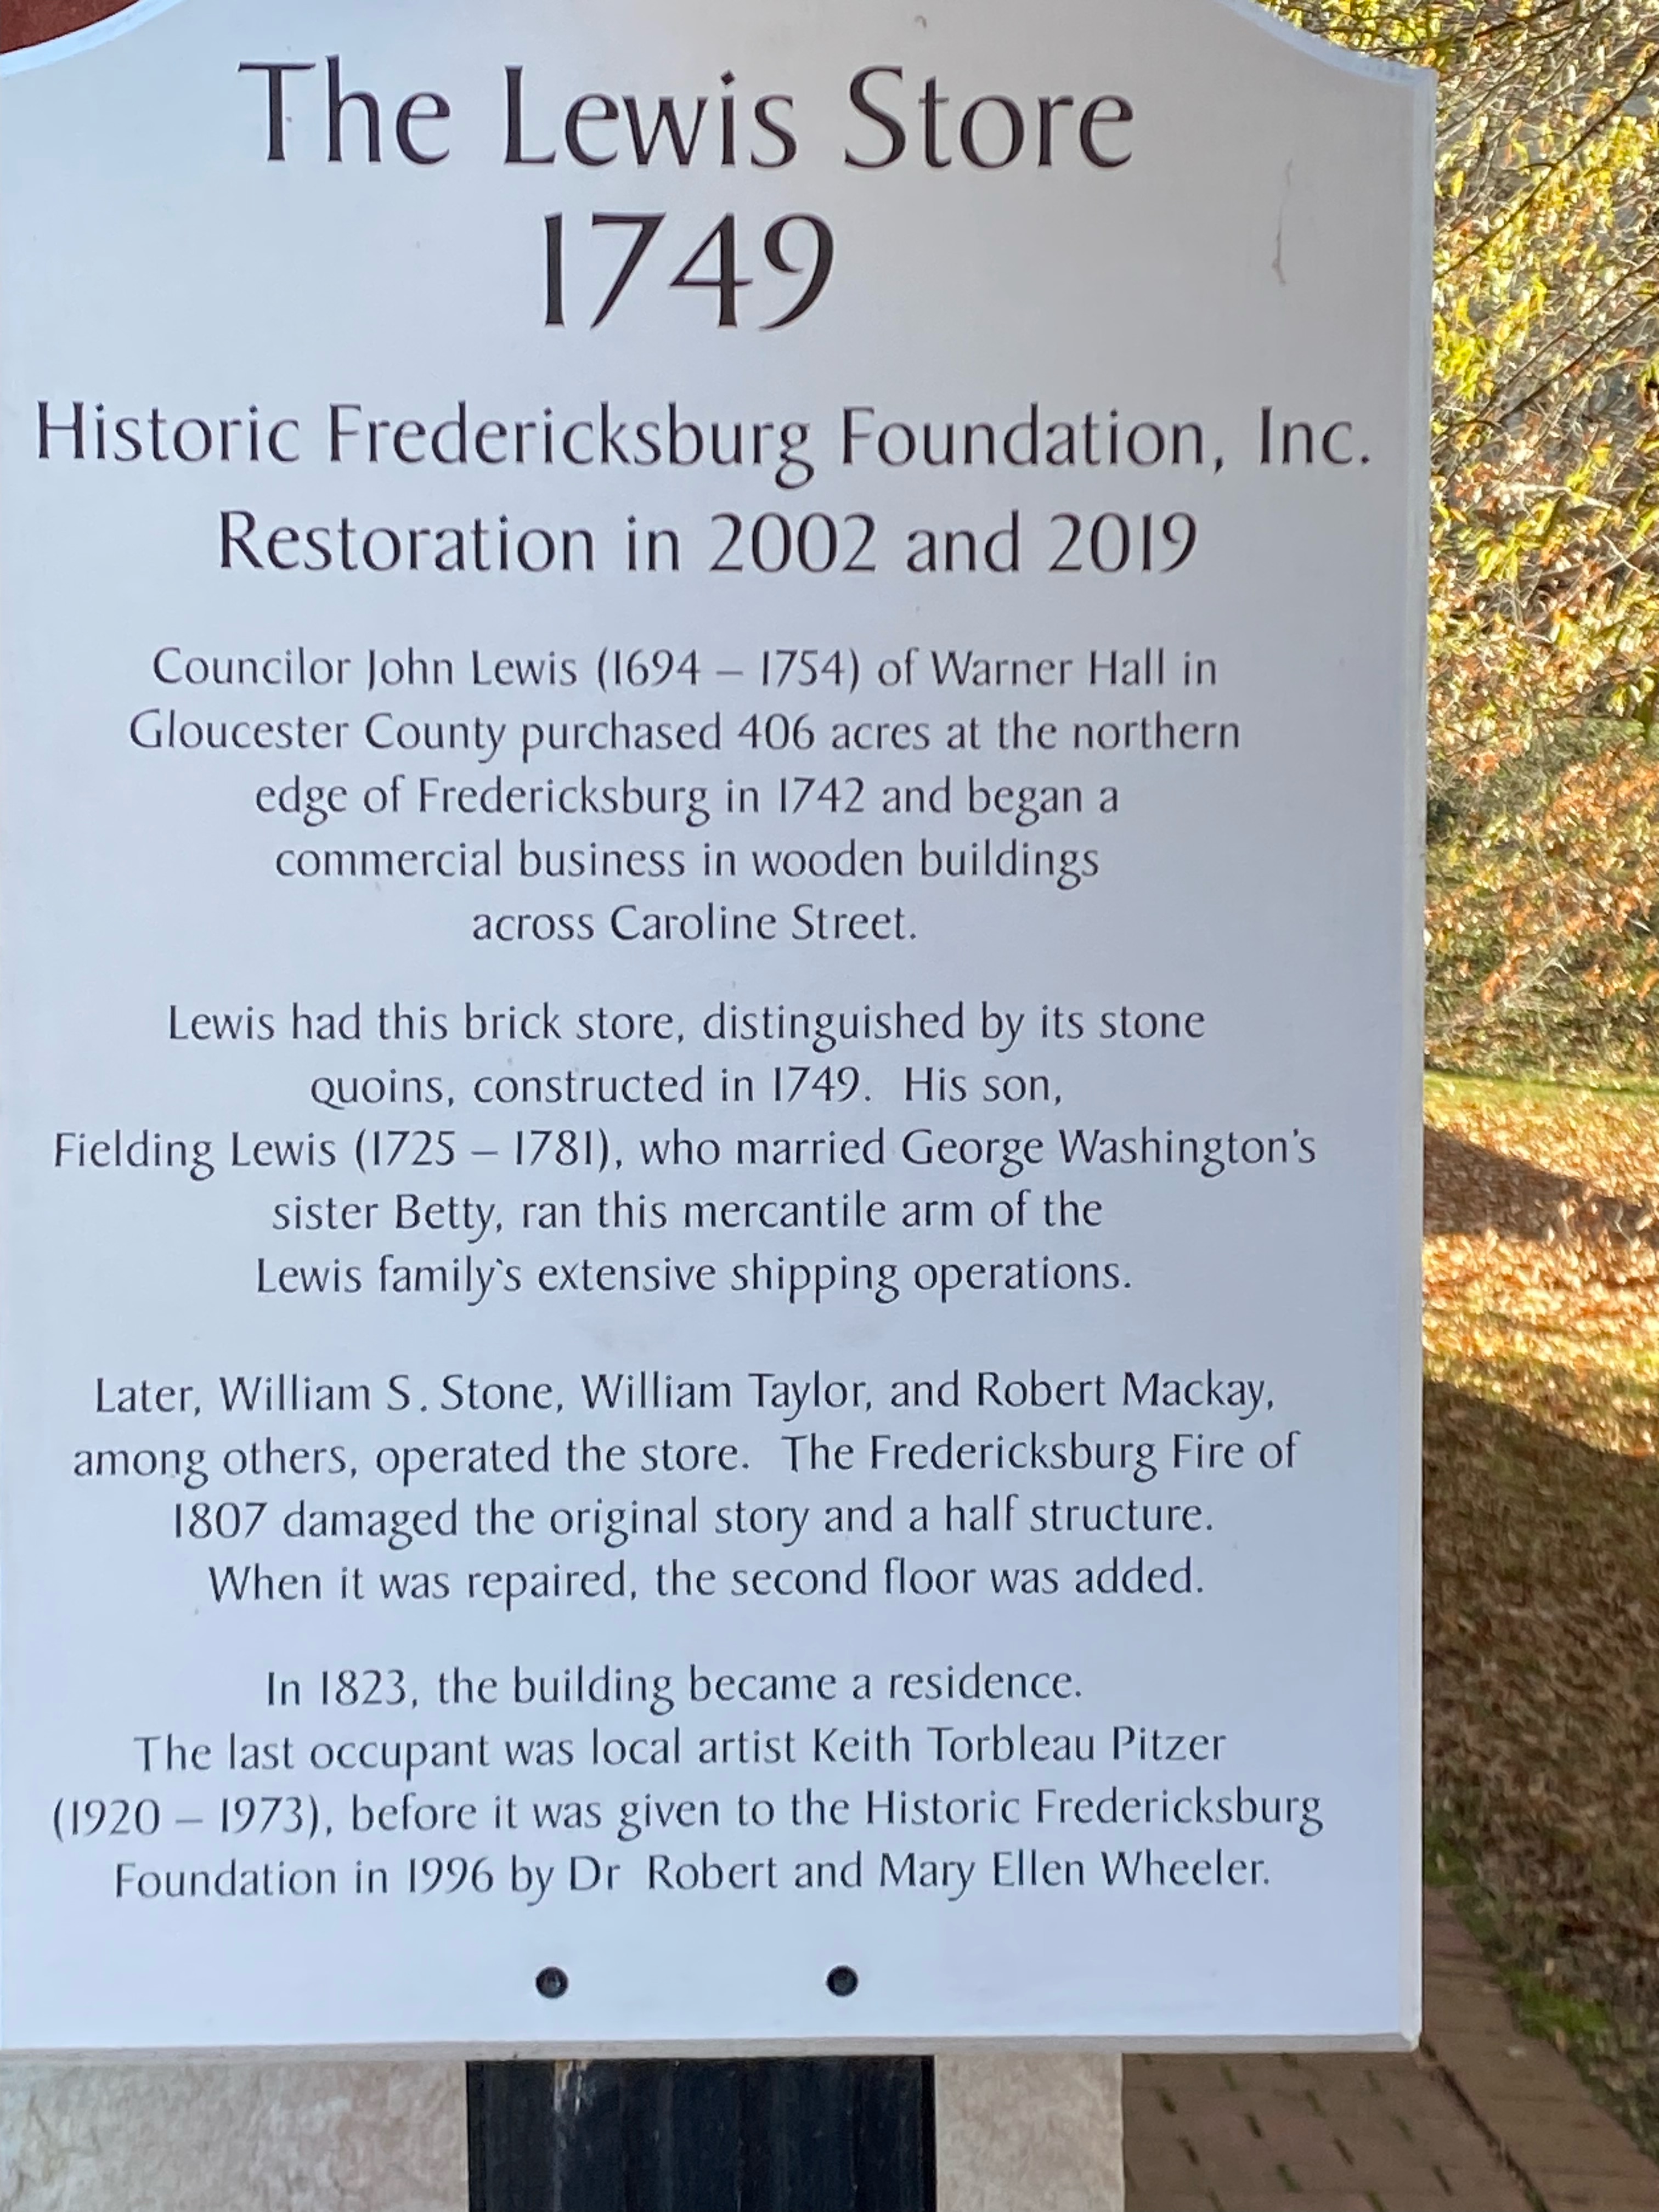 The Lewis Store
1749
Historic Fredericksburg Foundation, Inc.
Restoration in 2002 and 2019
Councilor John Lewis (1694 – 1754) of Warner Hall in
Gloucester County purchased 406 acres at the northern
edge of Fredericksburg in 1742 and began a
commercial business in wooden buildings
across Caroline Street.
Lewis had this brick store, distinguished by its stone
quoins, constructed in 1749. His son,
Fielding Lewis (1725 – 1781), who married George Washington's
sister Betty, ran this mercantile arm of the
Lewis family's extensive shipping operations.
Later, William S. Stone, William Taylor, and Robert Mackay,
among others, operated the store. The Fredericksburg Fire of
1807 damaged the original story and a half structure.
When it was repaired, the second floor was added.
In 1823, the building became a residence.
The last occupant was local artist Keith Torbleau Pitzer
(1920 – 1973), before it was given to the Historic Fredericksburg
Foundation in 1996 by Dr Robert and Mary Ellen Wheeler.